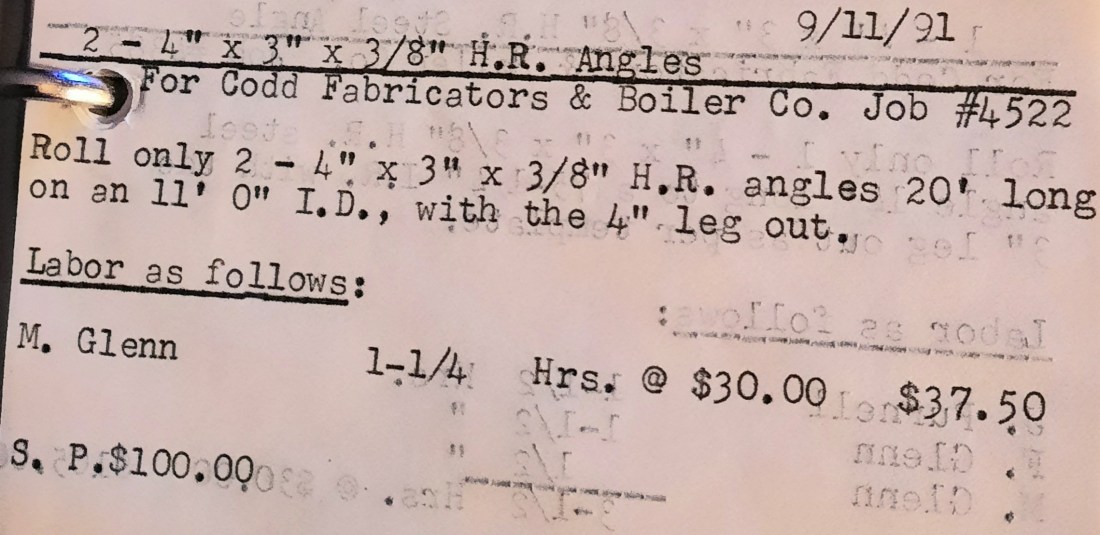 9/11/91
2 - 4" x 3" x 3/8" H.R. Angles
For Codd Fabricators & Boiler Co. Job #4522
Roll only 2 - 4" x 3" x 3/8" H.R. angles 20' long
on an 11' 0" I.D., with the 4" leg out.
Labor as follows:
M. Glenn 1-1/4 Hrs. @ $30.00 $37.50
S. P.$100.00